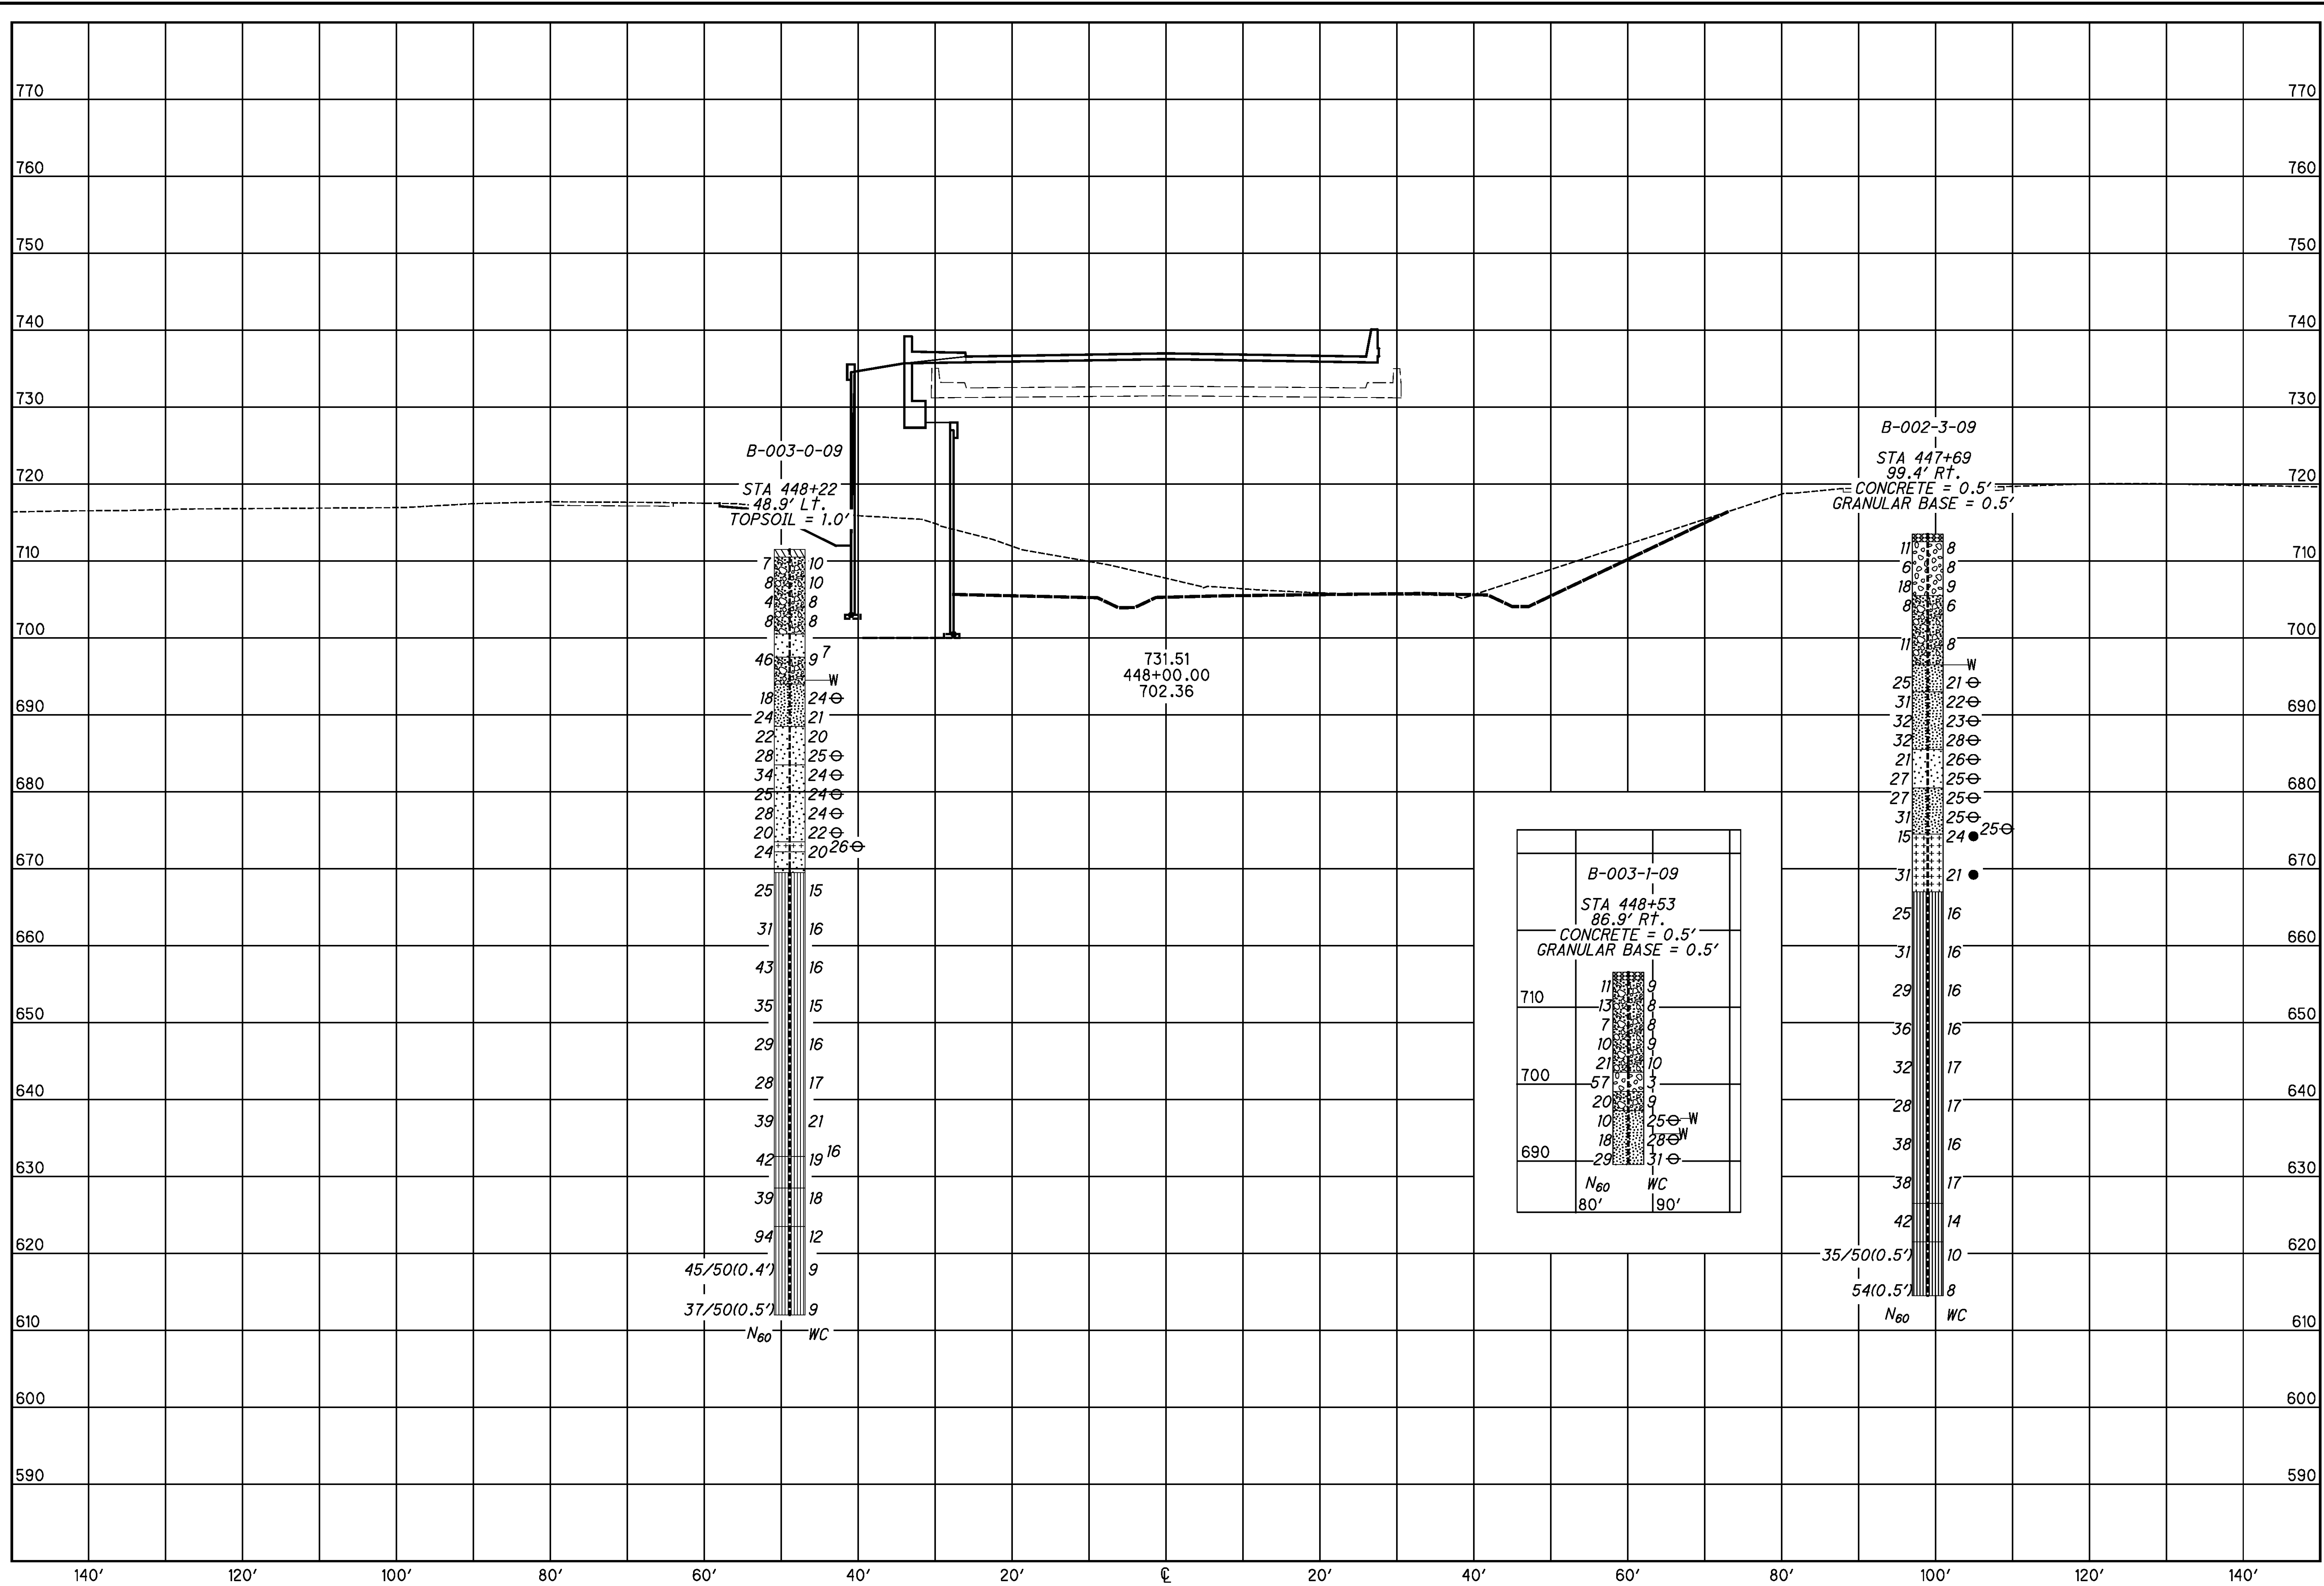 770 770
760 760
750 750
740 740
730 730
720 720
710 710
700 700
690 690
680 680
670 670
660 660
650 650
640 640
630 630
620 620
610 610
600 600
590 590
B-003-0-09
STA 448+22
48.9' Lt.
TOPSOIL = 1.0'
7 10
8 10
4 8
8 8
46 9 7
W
18 24
24 21
22 20
28 25
34 24
25 24
28 24
20 22
24 20 26
25 15
31 16
43 16
35 15
29 16
28 17
39 21
42 19 16
39 18
94 12
45/50(0.4') 9
37/50(0.5') 9
N60 WC
731.51
448+00.00
702.36
B-003-1-09
STA 448+53
86.9' Rt.
CONCRETE = 0.5'
GRANULAR BASE = 0.5'
11 9
710 13 8
7 8
10 9
21 10
700 57 3
20 9
10 25 W
18 28 W
690 29 31
N60 WC
80' 90'
B-002-3-09
STA 447+69
99.4' Rt.
CONCRETE = 0.5'
GRANULAR BASE = 0.5'
11 8
6 8
18 9
8 6
11 8
W
25 21
31 22
32 23
32 28
21 26
27 25
27 25
31 25
15 24 25
31 21
25 16
31 16
29 16
36 16
32 17
28 17
38 16
38 17
42 14
35/50(0.5') 10
54(0.5') 8
N60 WC
140' 120' 100' 80' 60' 40' 20' ℄ 20' 40' 60' 80' 100' 120' 140'